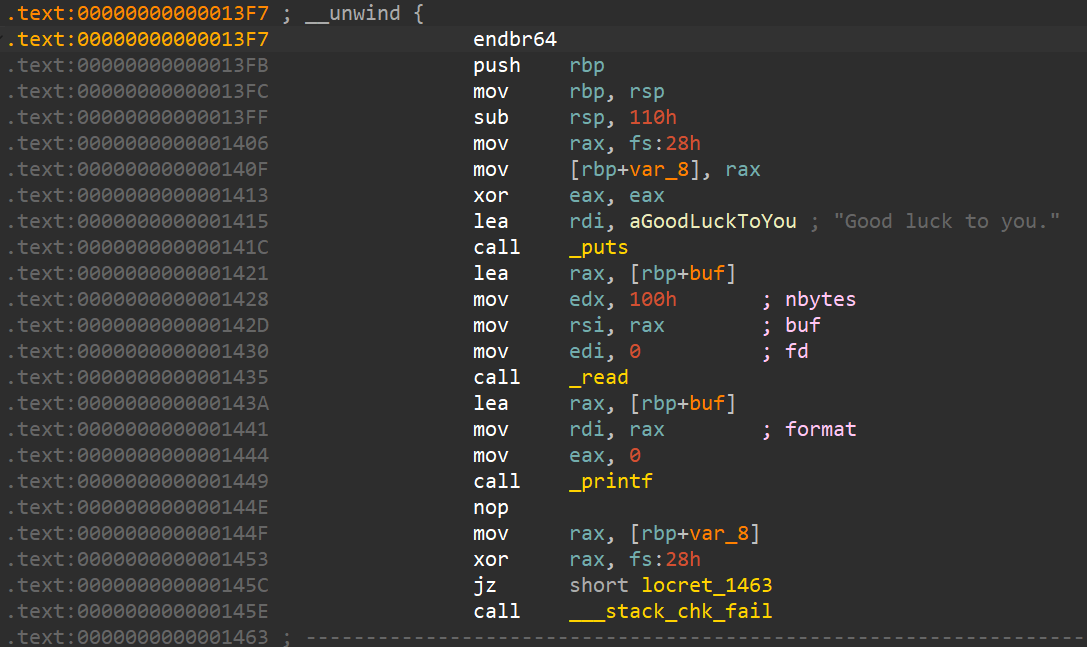 .text:00000000000013F7 ; __unwind {
.text:00000000000013F7                 endbr64
.text:00000000000013FB                 push    rbp
.text:00000000000013FC                 mov     rbp, rsp
.text:00000000000013FF                 sub     rsp, 110h
.text:0000000000001406                 mov     rax, fs:28h
.text:000000000000140F                 mov     [rbp+var_8], rax
.text:0000000000001413                 xor     eax, eax
.text:0000000000001415                 lea     rdi, aGoodLuckToYou ; "Good luck to you."
.text:000000000000141C                 call    _puts
.text:0000000000001421                 lea     rax, [rbp+buf]
.text:0000000000001428                 mov     edx, 100h       ; nbytes
.text:000000000000142D                 mov     rsi, rax        ; buf
.text:0000000000001430                 mov     edi, 0          ; fd
.text:0000000000001435                 call    _read
.text:000000000000143A                 lea     rax, [rbp+buf]
.text:0000000000001441                 mov     rdi, rax        ; format
.text:0000000000001444                 mov     eax, 0
.text:0000000000001449                 call    _printf
.text:000000000000144E                 nop
.text:000000000000144F                 mov     rax, [rbp+var_8]
.text:0000000000001453                 xor     rax, fs:28h
.text:000000000000145C                 jz      short locret_1463
.text:000000000000145E                 call    ___stack_chk_fail
.text:0000000000001463 ; -----------------------------------------------------------------